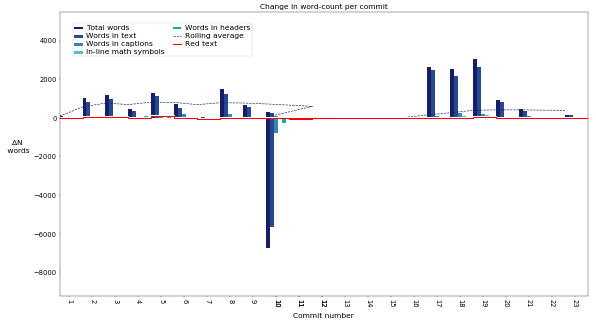 Change in word-count per commit
Total words
Words in text
Words in captions
in-line math symbols
Words in headers
Rolling average
Red text
4000
2000
0
−2000
−4000
−6000
−8000
ΔN
words
1 2 3 4 5 6 7 8 9 10 11 12 13 14 15 16 17 18 19 20 21 22 23
Commit number